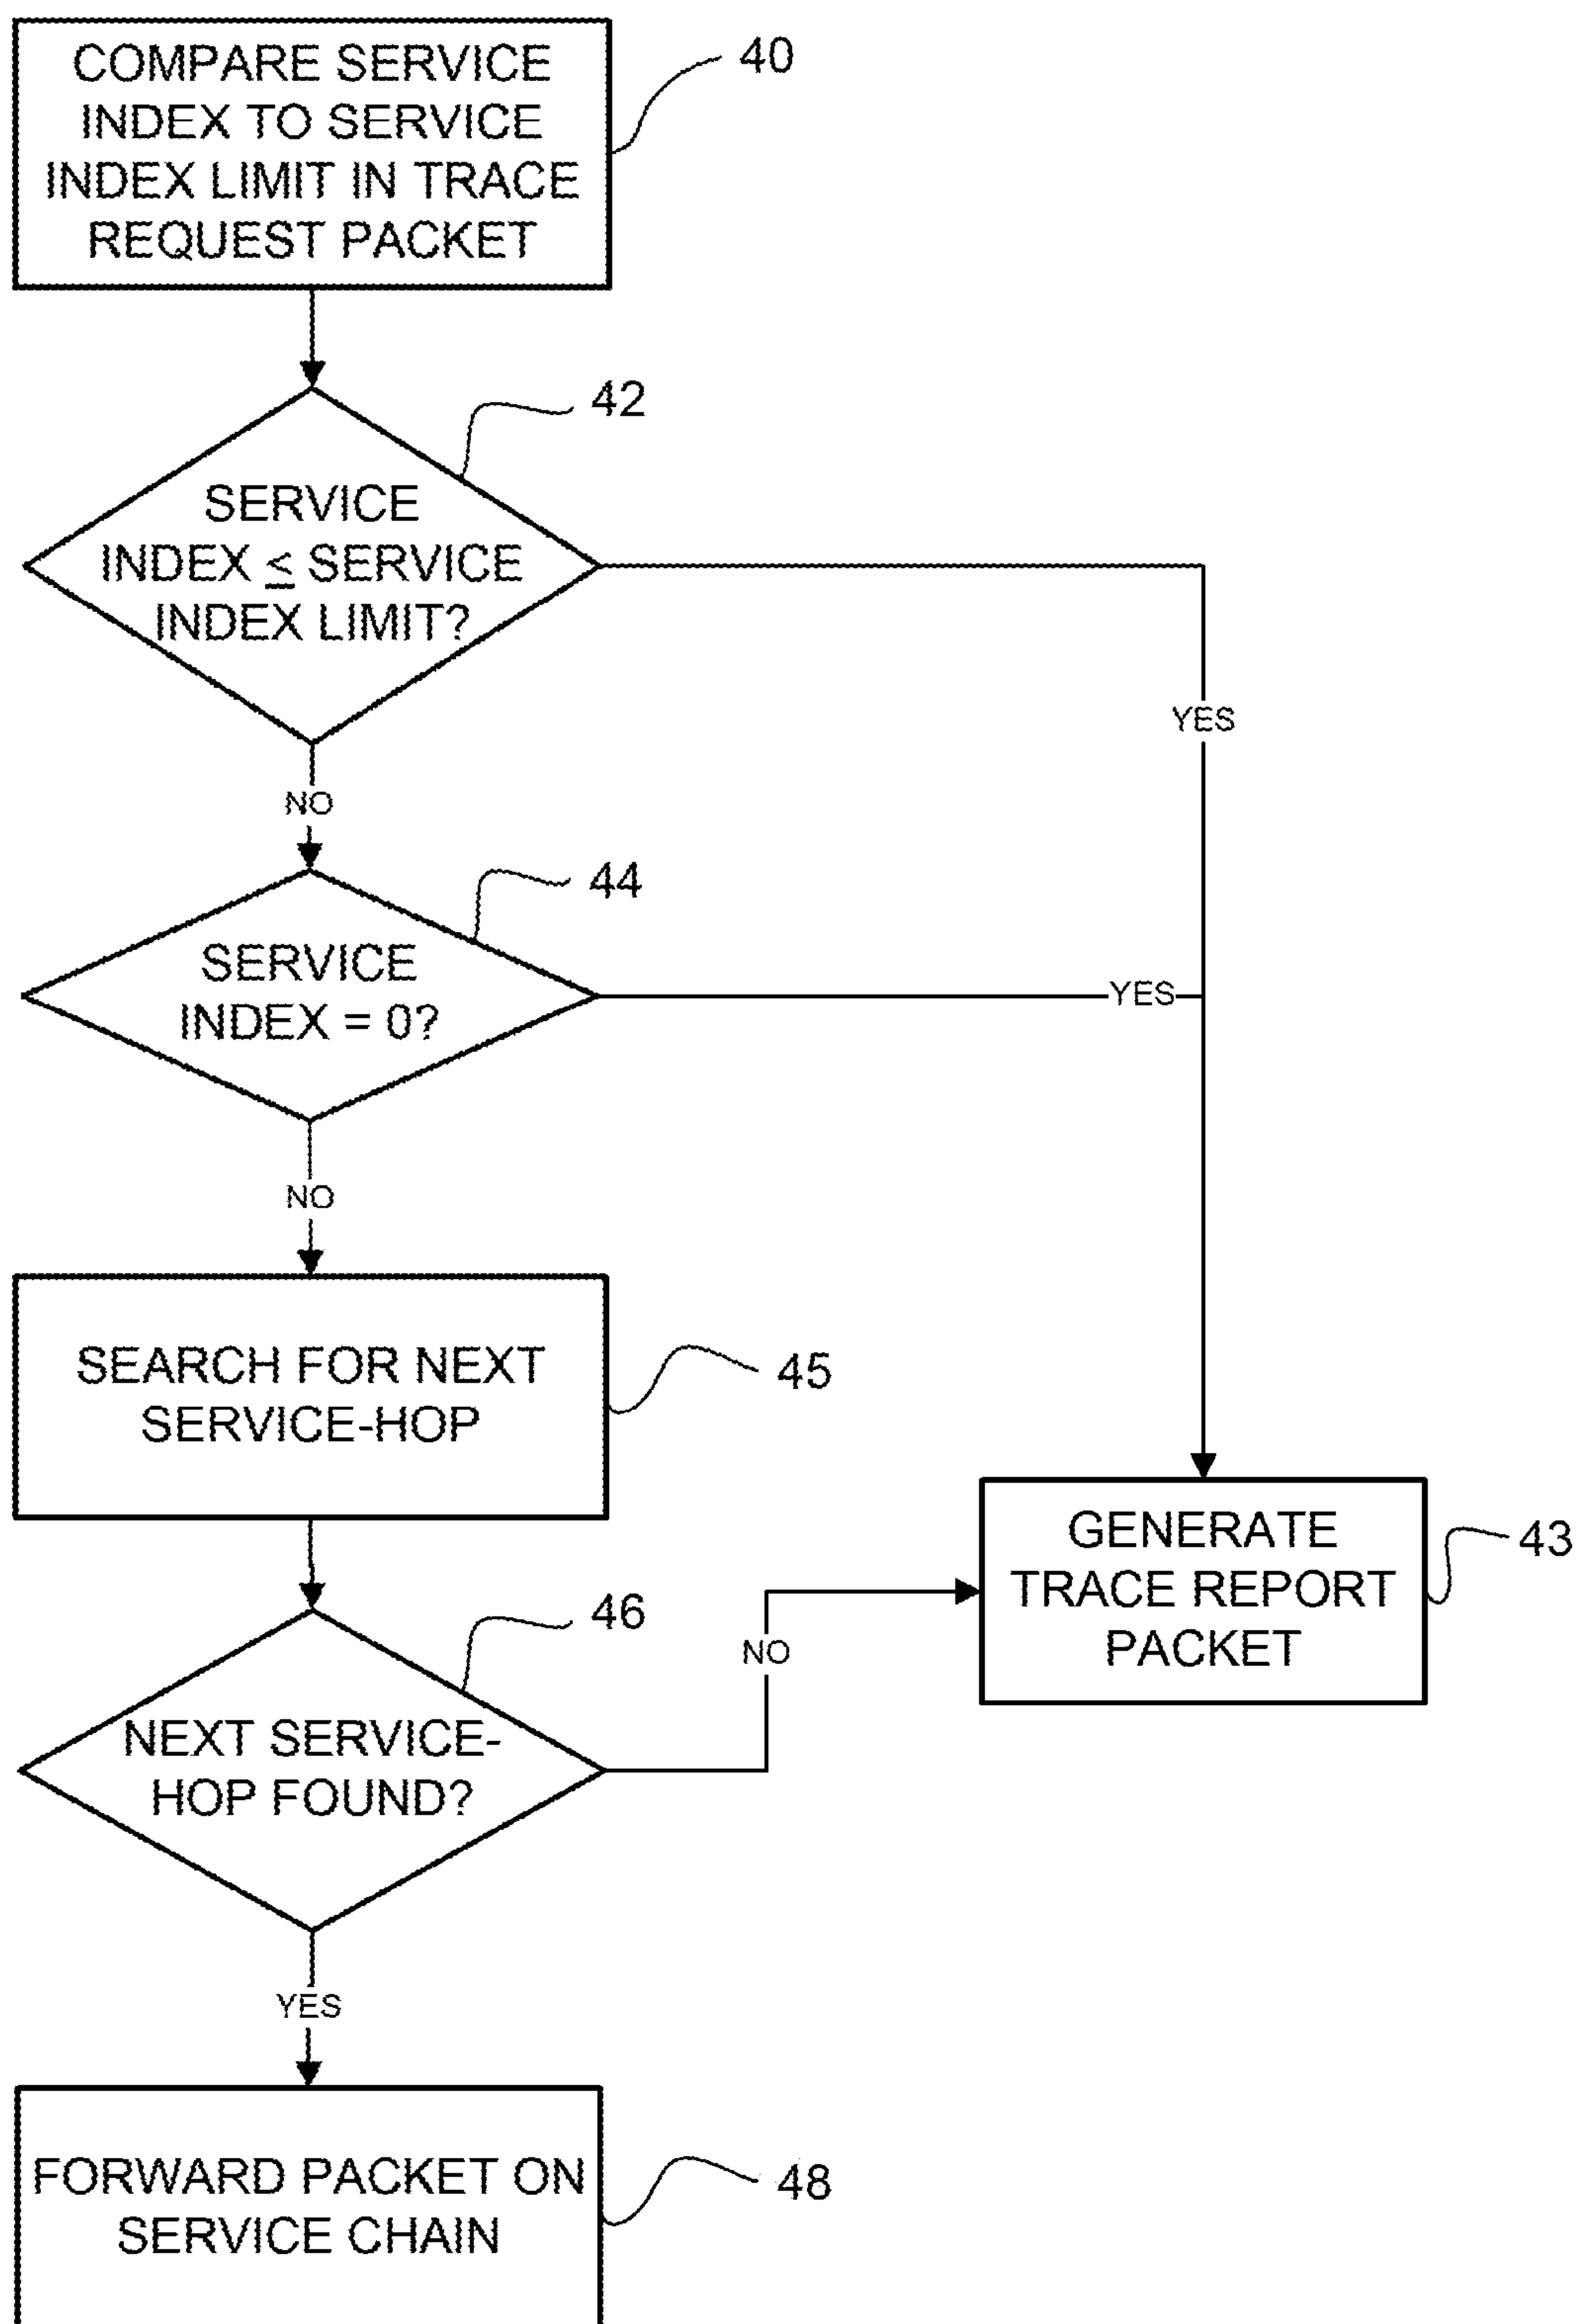 COMPARE SERVICE
INDEX TO SERVICE
INDEX LIMIT IN TRACE
REQUEST PACKET
40
42
SERVICE
INDEX ≤ SERVICE
INDEX LIMIT?
YES
NO
44
SERVICE
INDEX = 0?
YES
NO
SEARCH FOR NEXT
SERVICE-HOP
45
GENERATE
TRACE REPORT
PACKET
43
46
NO
NEXT SERVICE-
HOP FOUND?
YES
FORWARD PACKET ON
SERVICE CHAIN
48